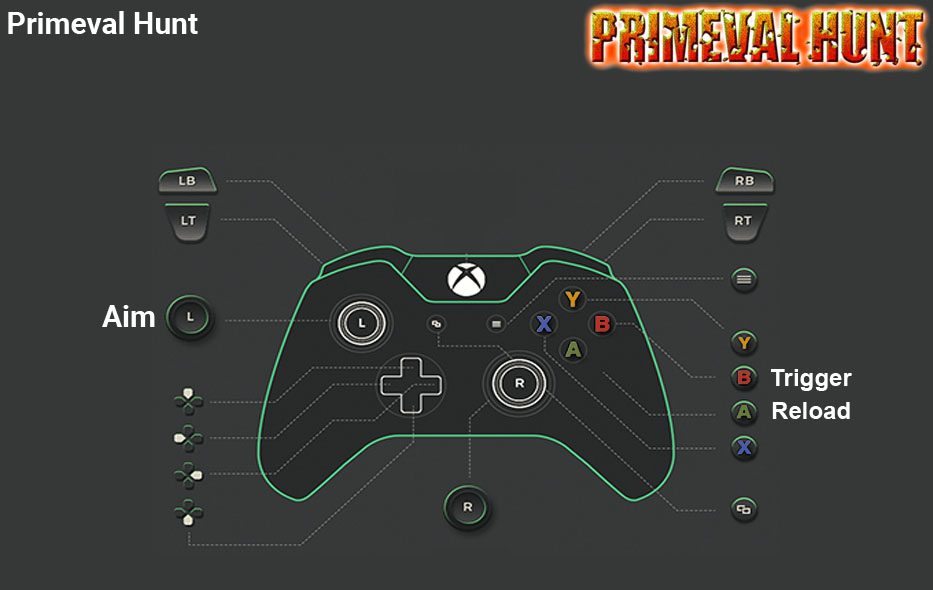 Primeval Hunt
PRIMEVAL HUNT
LB
RB
LT
RT
Aim
L
L
Y
X
B
A
R
Y
B Trigger
A Reload
X
R